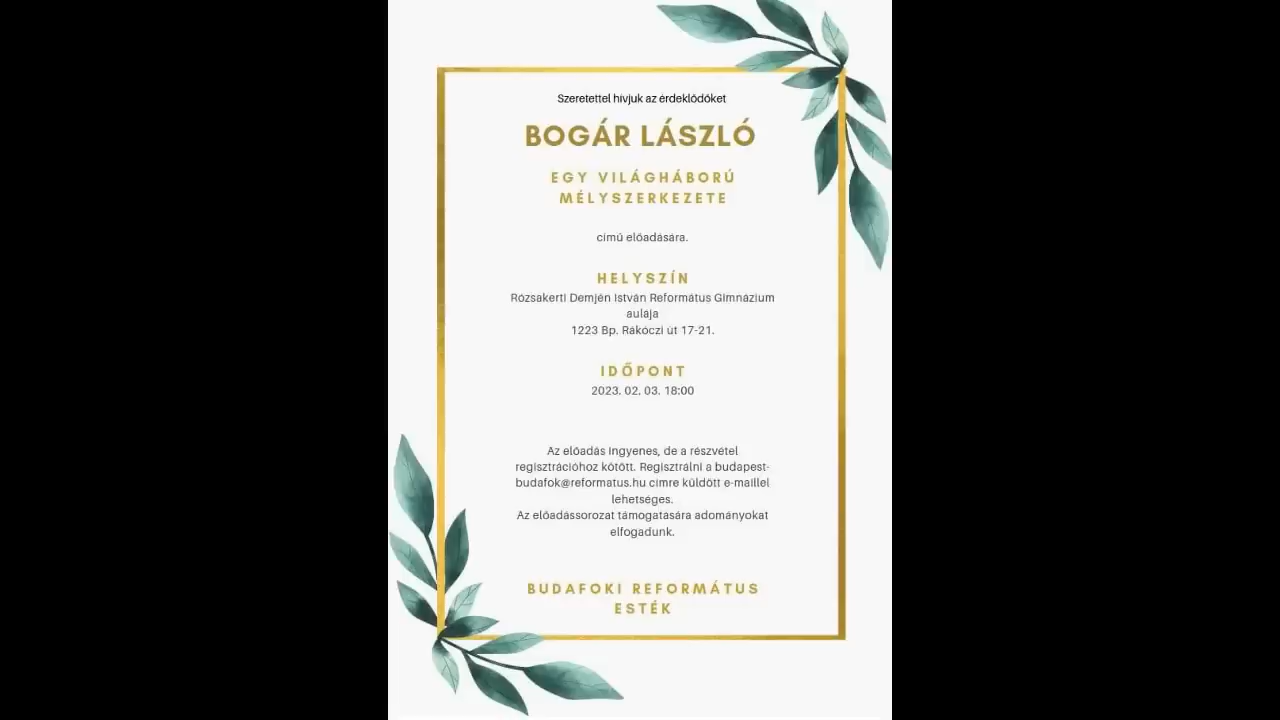 Szeretettel hívjuk az érdeklődőket
BOGÁR LÁSZLÓ
EGY VILÁGHÁBORÚ
MÉLYSZERKEZETE
című előadására.
HELYSZÍN
Rózsakerti Demjén István Református Gimnázium
aulája
1223 Bp. Rákóczi út 17-21.
IDŐPONT
2023. 02. 03. 18:00
Az előadás ingyenes, de a részvétel
regisztrációhoz kötött. Regisztrálni a budapest-
budafok@reformatus.hu címre küldött e-maillel
lehetséges.
Az előadássorozat támogatására adományokat
elfogadunk.
BUDAFOKI REFORMÁTUS
ESTÉK